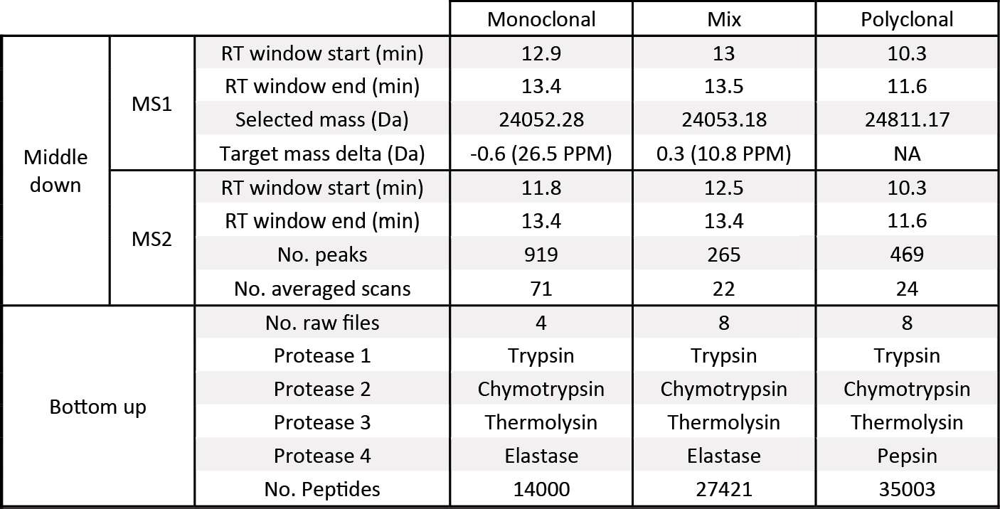 Monoclonal Mix Polyclonal
Middle down
MS1
RT window start (min) 12.9 13 10.3
RT window end (min) 13.4 13.5 11.6
Selected mass (Da) 24052.28 24053.18 24811.17
Target mass delta (Da) -0.6 (26.5 PPM) 0.3 (10.8 PPM) NA
MS2
RT window start (min) 11.8 12.5 10.3
RT window end (min) 13.4 13.4 11.6
No. peaks 919 265 469
No. averaged scans 71 22 24
Bottom up
No. raw files 4 8 8
Protease 1 Trypsin Trypsin Trypsin
Protease 2 Chymotrypsin Chymotrypsin Chymotrypsin
Protease 3 Thermolysin Thermolysin Thermolysin
Protease 4 Elastase Elastase Pepsin
No. Peptides 14000 27421 35003